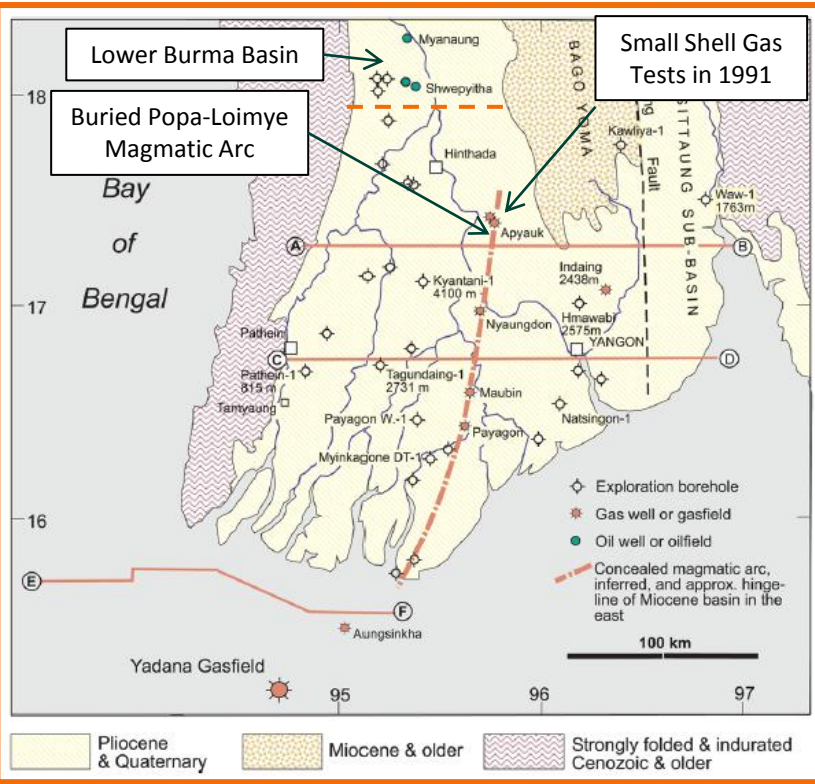 Lower Burma Basin
Small Shell Gas
Tests in 1991
Buried Popa-Loimye
Magmatic Arc
Myanaung
Shwepyitha
18
Hinthada
BAGO YOMA
Kawliya-1
ng Fault
SITTAUNG SUB-BASIN
Waw-1
1763m
Bay
of
Bengal
Apyauk
A
B
Indaing
2438m
17
Kyantani-1
4100 m
Nyaungdon
Hmawabi
2575m
Pathein
YANGON
C
D
Pathein-1
815 m
Tagundaing-1
2731 m
Tamyaung
Maubin
Payagon W.-1
Payagon
Natsingon-1
Myinkagone DT-1
16
Exploration borehole
Gas well or gasfield
Oil well or oilfield
Concealed magmatic arc,
inferred, and approx. hinge-
line of Miocene basin in the
east
E
F
Aungsinkha
100 km
Yadana Gasfield
95
96
97
Pliocene
& Quaternary
Miocene & older
Strongly folded & indurated
Cenozoic & older